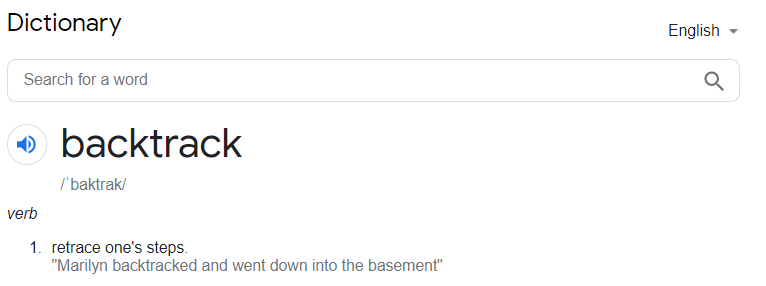 Dictionary
English
Search for a word
backtrack
/ˈbaktrak/
verb
1. retrace one's steps.
"Marilyn backtracked and went down into the basement"